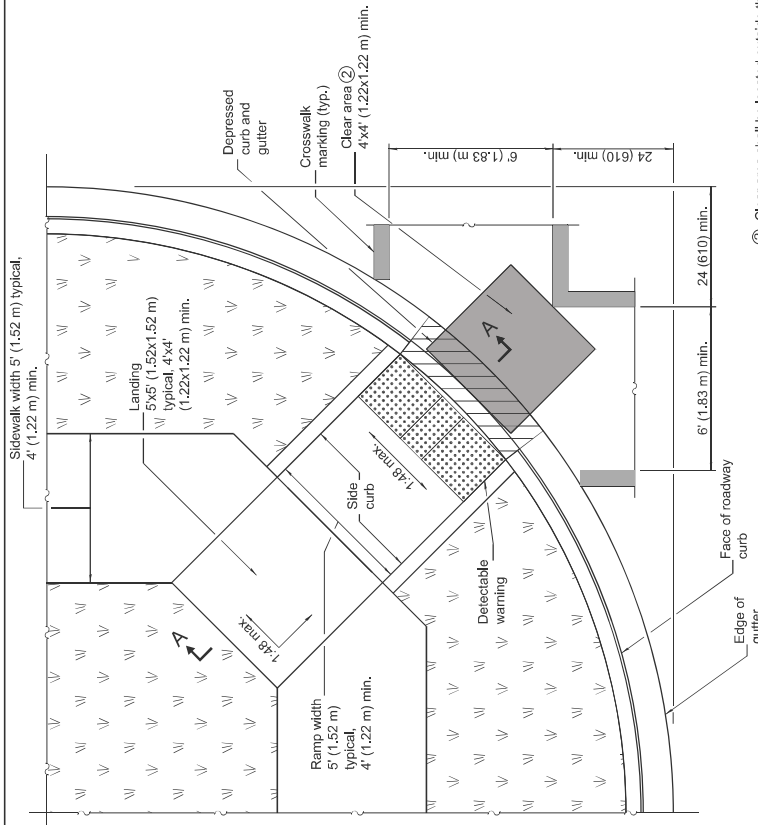 Sidewalk width 5' (1.52 m) typical,
4' (1.22 m) min.
Landing
5'x5' (1.52x1.52 m)
typical, 4'x4'
(1.22x1.22 m) min.
Depressed
curb and
gutter
Crosswalk
marking (typ.)
Clear area ②
4'x4' (1.22x1.22 m)
6' (1.83 m) min.
24 (610) min.
A
1:48 max.
Side
curb
A
1:48 max.
Ramp width
5' (1.52 m)
typical,
4' (1.22 m) min.
Detectable
warning
24 (610) min.
6' (1.83 m) min.
Face of roadway
curb
Edge of
gutter